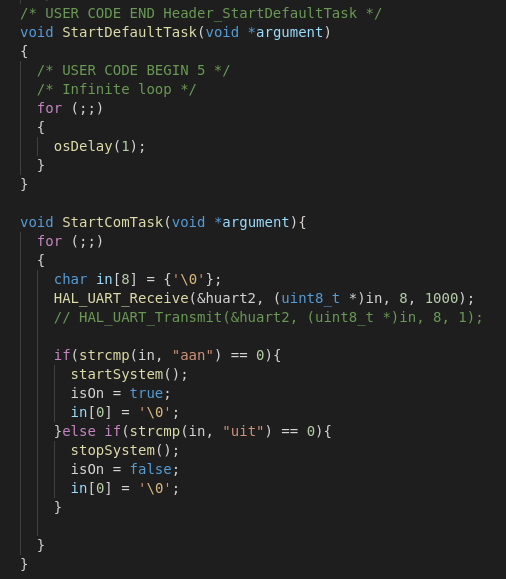 /* USER CODE END Header_StartDefaultTask */
void StartDefaultTask(void *argument)
{
  /* USER CODE BEGIN 5 */
  /* Infinite loop */
  for (;;)
  {
    osDelay(1);
  }
}

void StartComTask(void *argument){
  for (;;)
  {
    char in[8] = {'\0'};
    HAL_UART_Receive(&huart2, (uint8_t *)in, 8, 1000);
    // HAL_UART_Transmit(&huart2, (uint8_t *)in, 8, 1);

    if(strcmp(in, "aan") == 0){
      startSystem();
      isOn = true;
      in[0] = '\0';
    }else if(strcmp(in, "uit") == 0){
      stopSystem();
      isOn = false;
      in[0] = '\0';
    }

  }
}